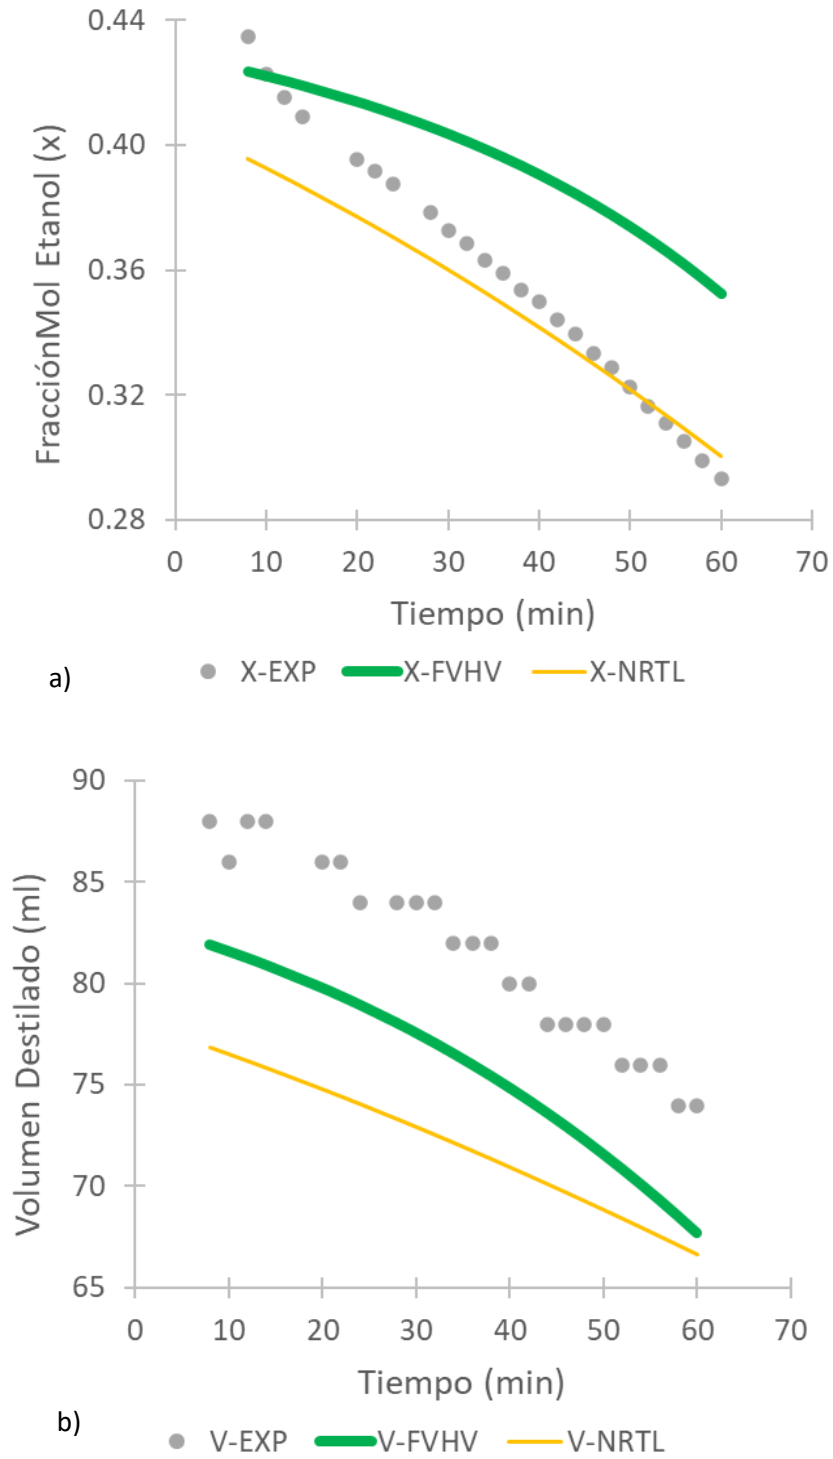 0.44
0.40
0.36
0.32
0.28
FracciónMol Etanol (x)
0 10 20 30 40 50 60 70
Tiempo (min)
X-EXP X-FVHV X-NRTL
a)
90
85
80
75
70
65
Volumen Destilado (ml)
0 10 20 30 40 50 60 70
Tiempo (min)
b)
V-EXP V-FVHV V-NRTL